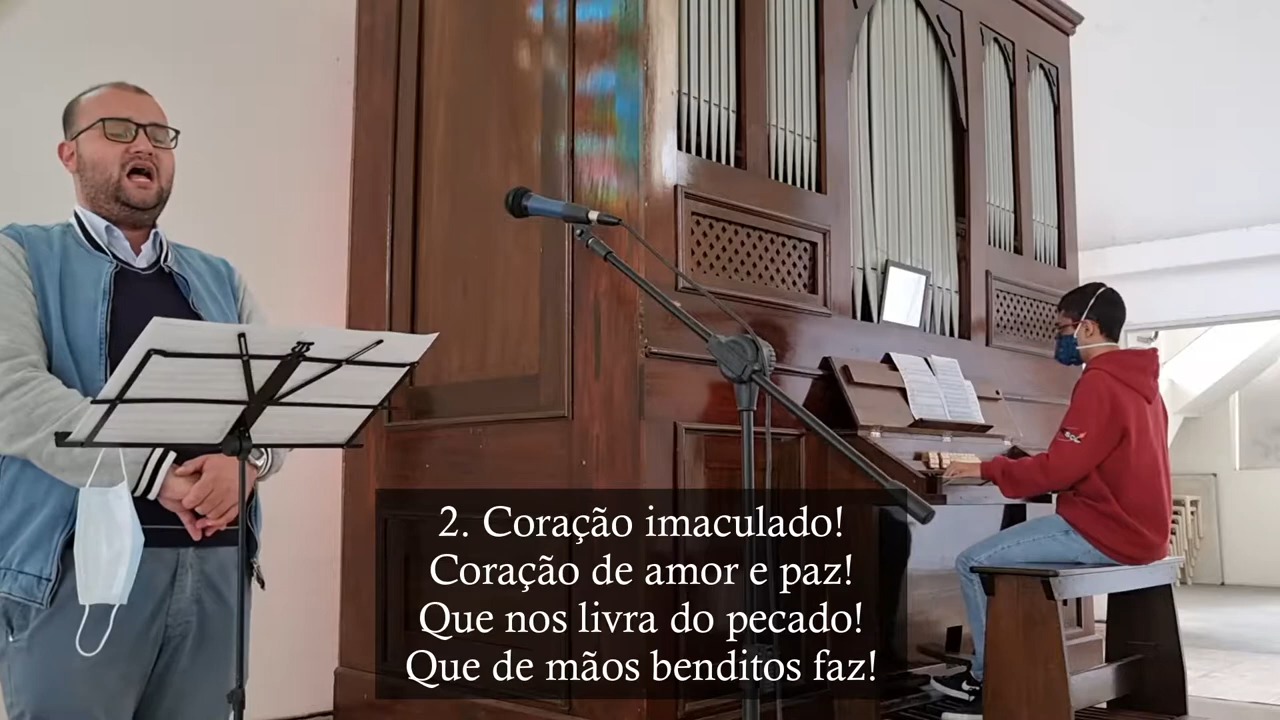 2. Coração imaculado!
Coração de amor e paz!
Que nos livra do pecado!
Que de mãos benditos faz!